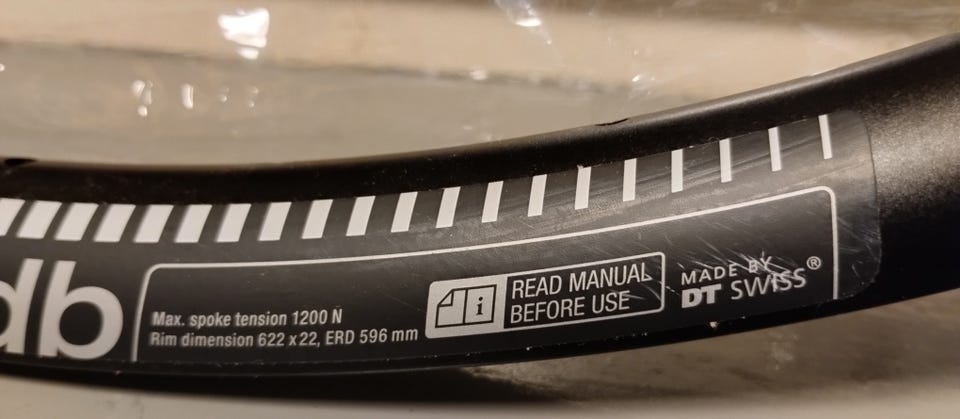 db
Max. spoke tension 1200 N
Rim dimension 622 x 22, ERD 596 mm
i
READ MANUAL
BEFORE USE
MADE BY
DT SWISS®